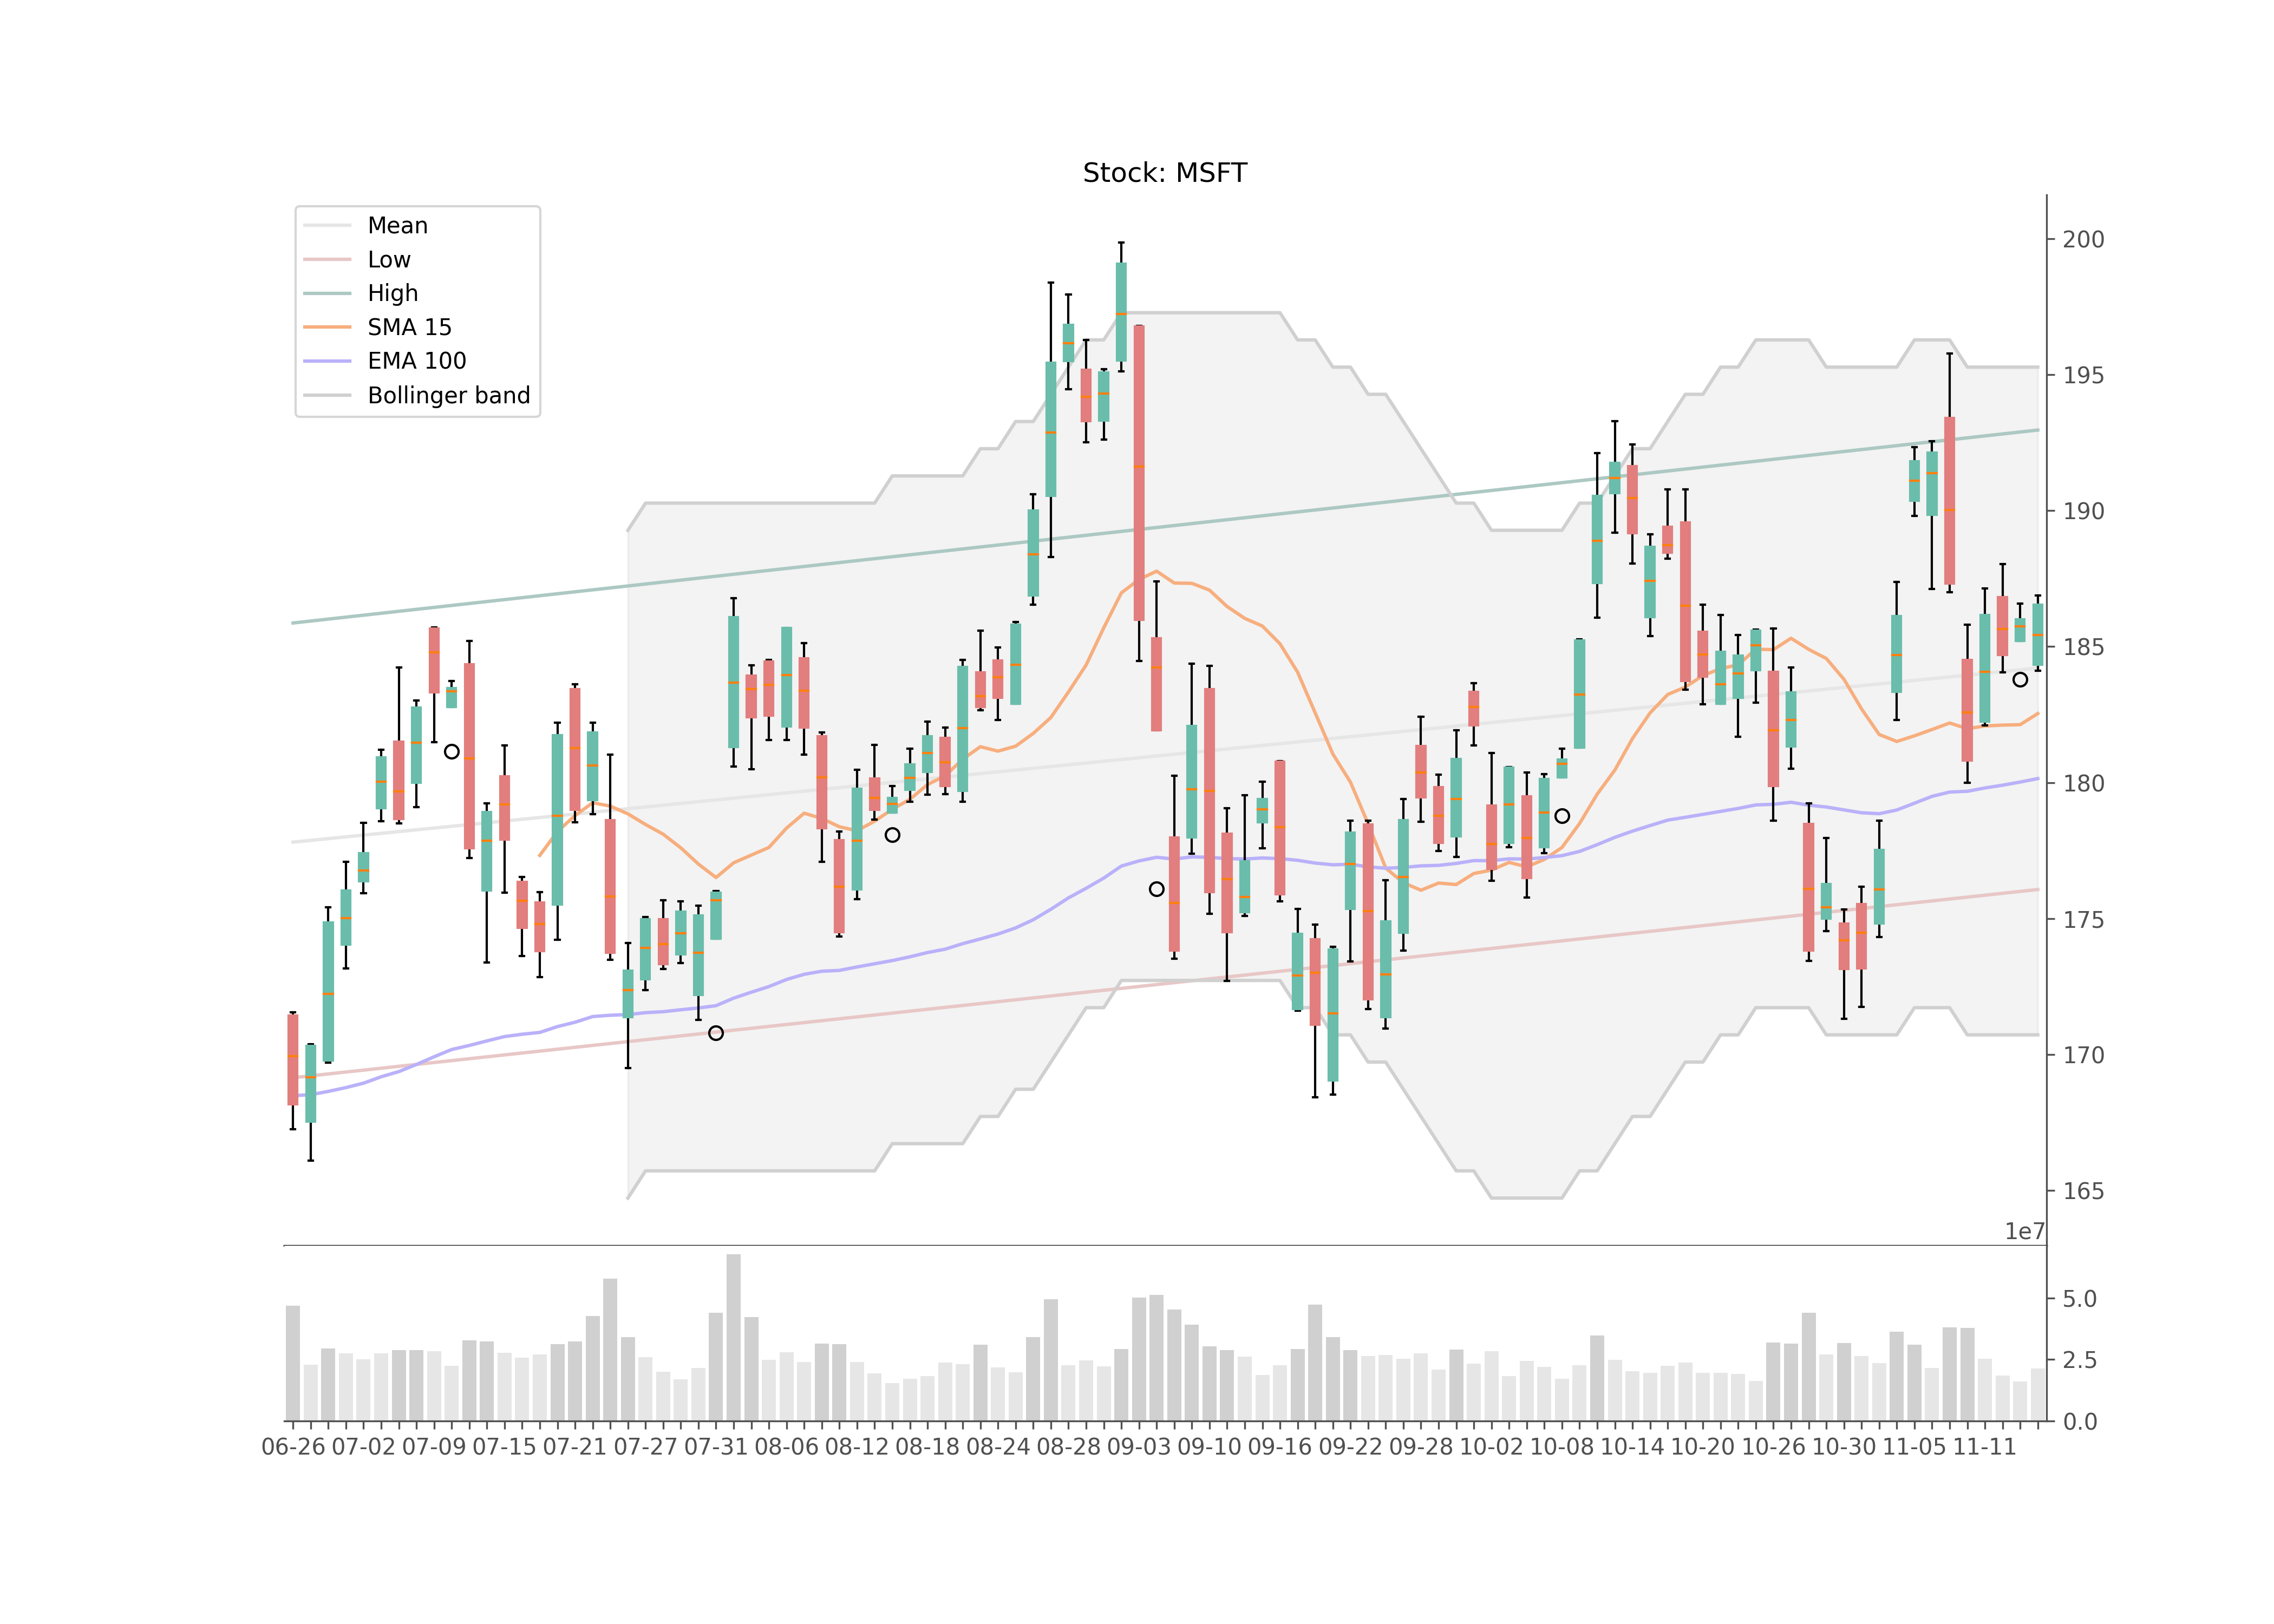 Stock: MSFT
Mean
Low
High
SMA 15
EMA 100
Bollinger band
200
195
190
185
180
175
170
165
1e7
5.0
2.5
0.0
06-26 07-02 07-09 07-15 07-21 07-27 07-31 08-06 08-12 08-18 08-24 08-28 09-03 09-10 09-16 09-22 09-28 10-02 10-08 10-14 10-20 10-26 10-30 11-05 11-11